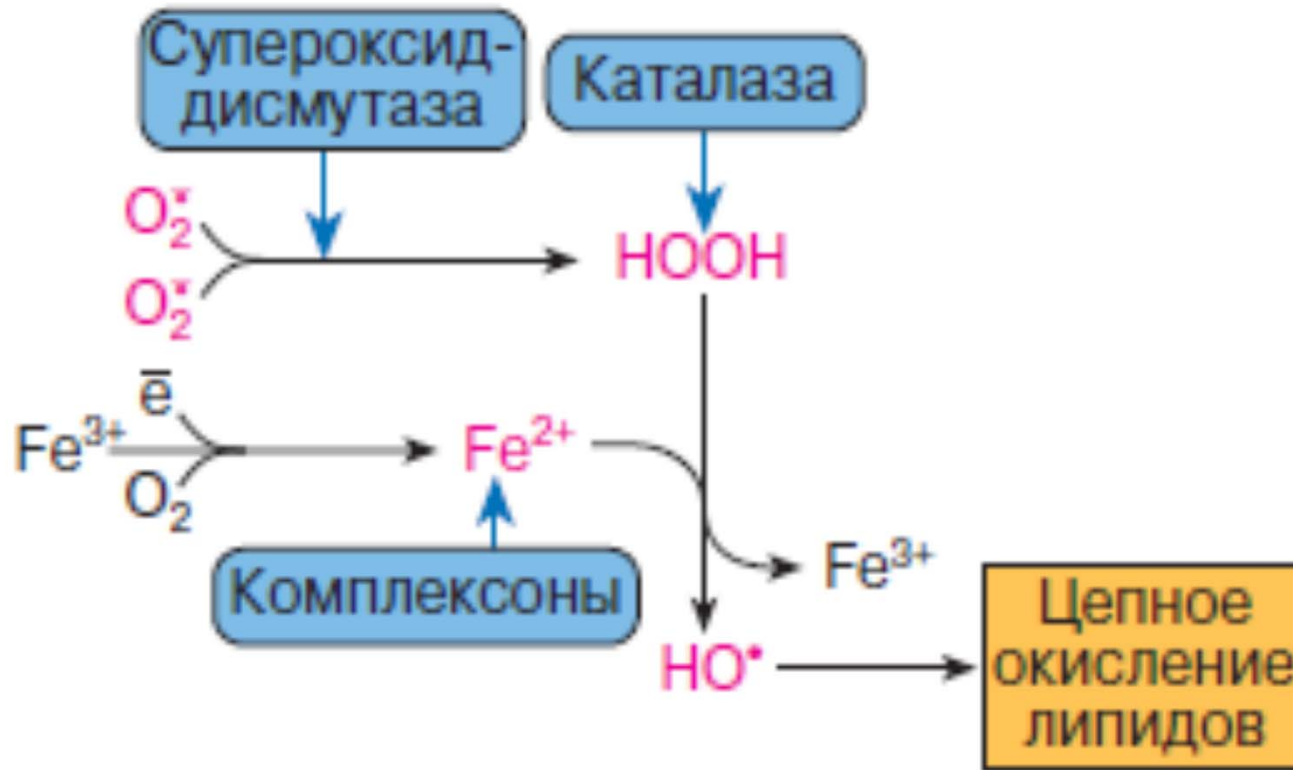 Супероксид-
дисмутаза
Каталаза
O₂⁻
O₂⁻
HOOH
e̅
Fe³⁺
O₂
Fe²⁺
Комплексоны
Fe³⁺
HO•
Цепное
окисление
липидов